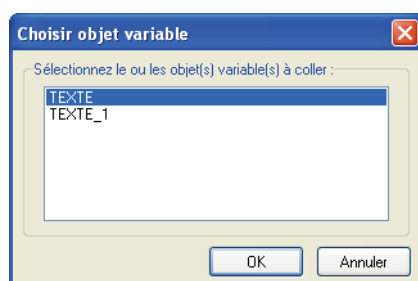 Choisir objet variable
Sélectionnez le ou les objet(s) variable(s) à coller :
TEXTE
TEXTE_1
OK
Annuler